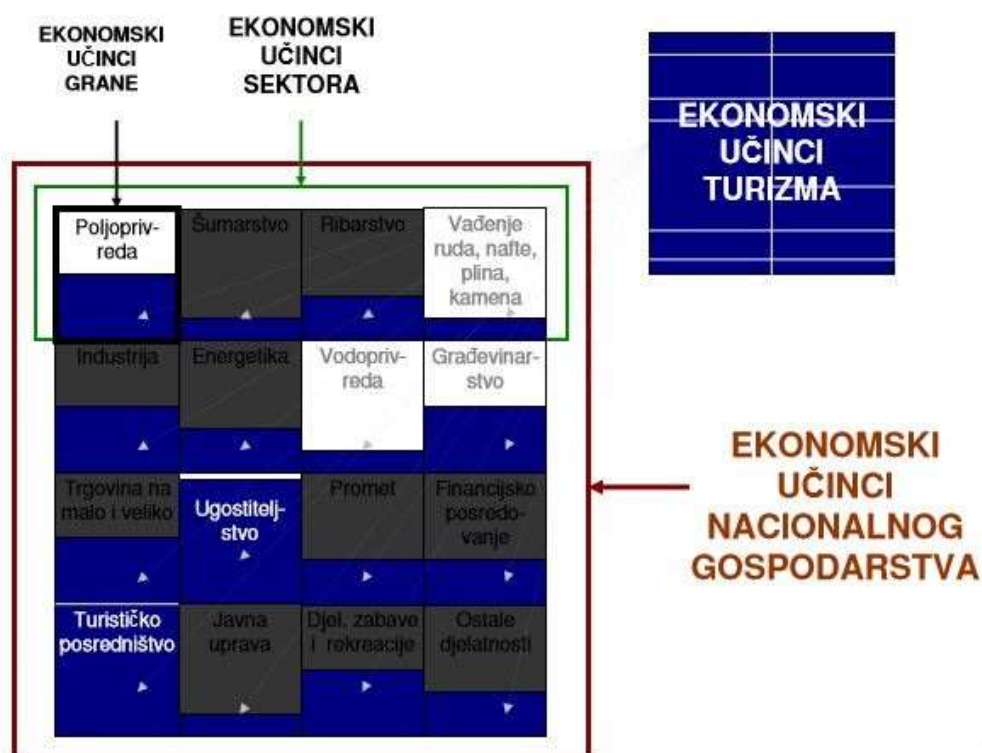 EKONOMSKI
UČINCI
GRANE
EKONOMSKI
UČINCI
SEKTORA
EKONOMSKI
UČINCI
TURIZMA
Poljopriv-
reda
Šumarstvo
Ribarstvo
Vađenje
ruda, nafte,
plina,
kamena
Industrija
Energetika
Vodopriv-
reda
Građevinar-
stvo
Trgovina na
malo i veliko
Ugostitelj-
stvo
Promet
Financijsko
posredo-
vanje
Turističko
posredništvo
Javna
uprava
Djel. zabave
i rekreacije
Ostale
djelatnosti
EKONOMSKI
UČINCI
NACIONALNOG
GOSPODARSTVA